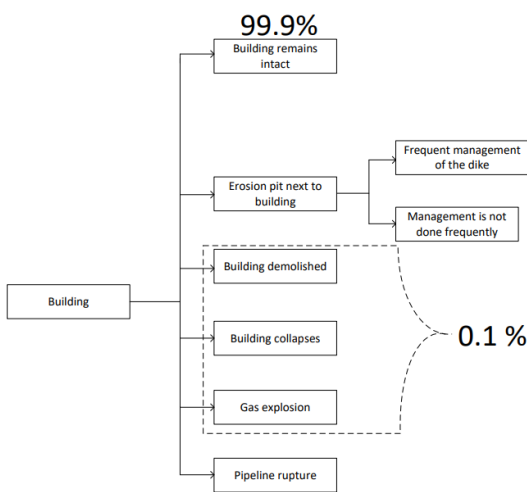 99.9%
Building remains
intact
Frequent management
of the dike
Erosion pit next to
building
Management is not
done frequently
Building demolished
Building
Building collapses
0.1 %
Gas explosion
Pipeline rupture